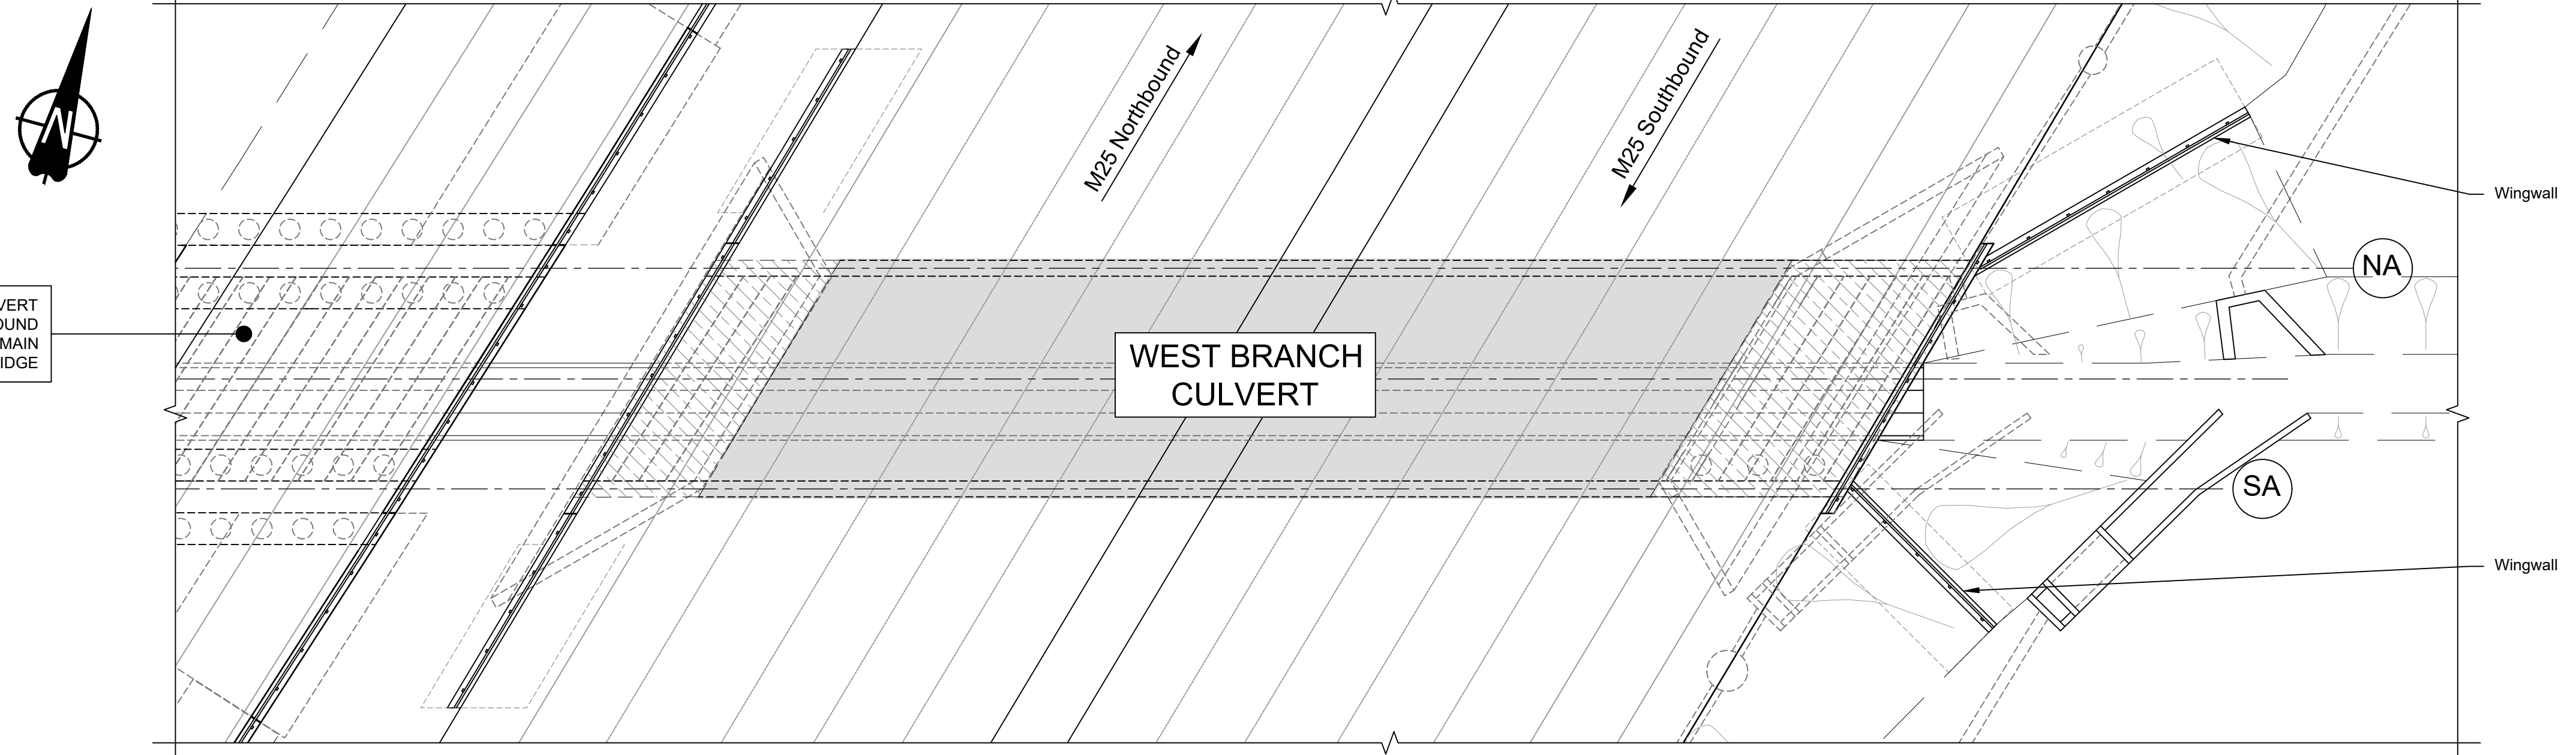 N
M25 Northbound
M25 Southbound
Wingwall
NA
VERT
OUND
MAIN
IDGE
WEST BRANCH
CULVERT
SA
Wingwall